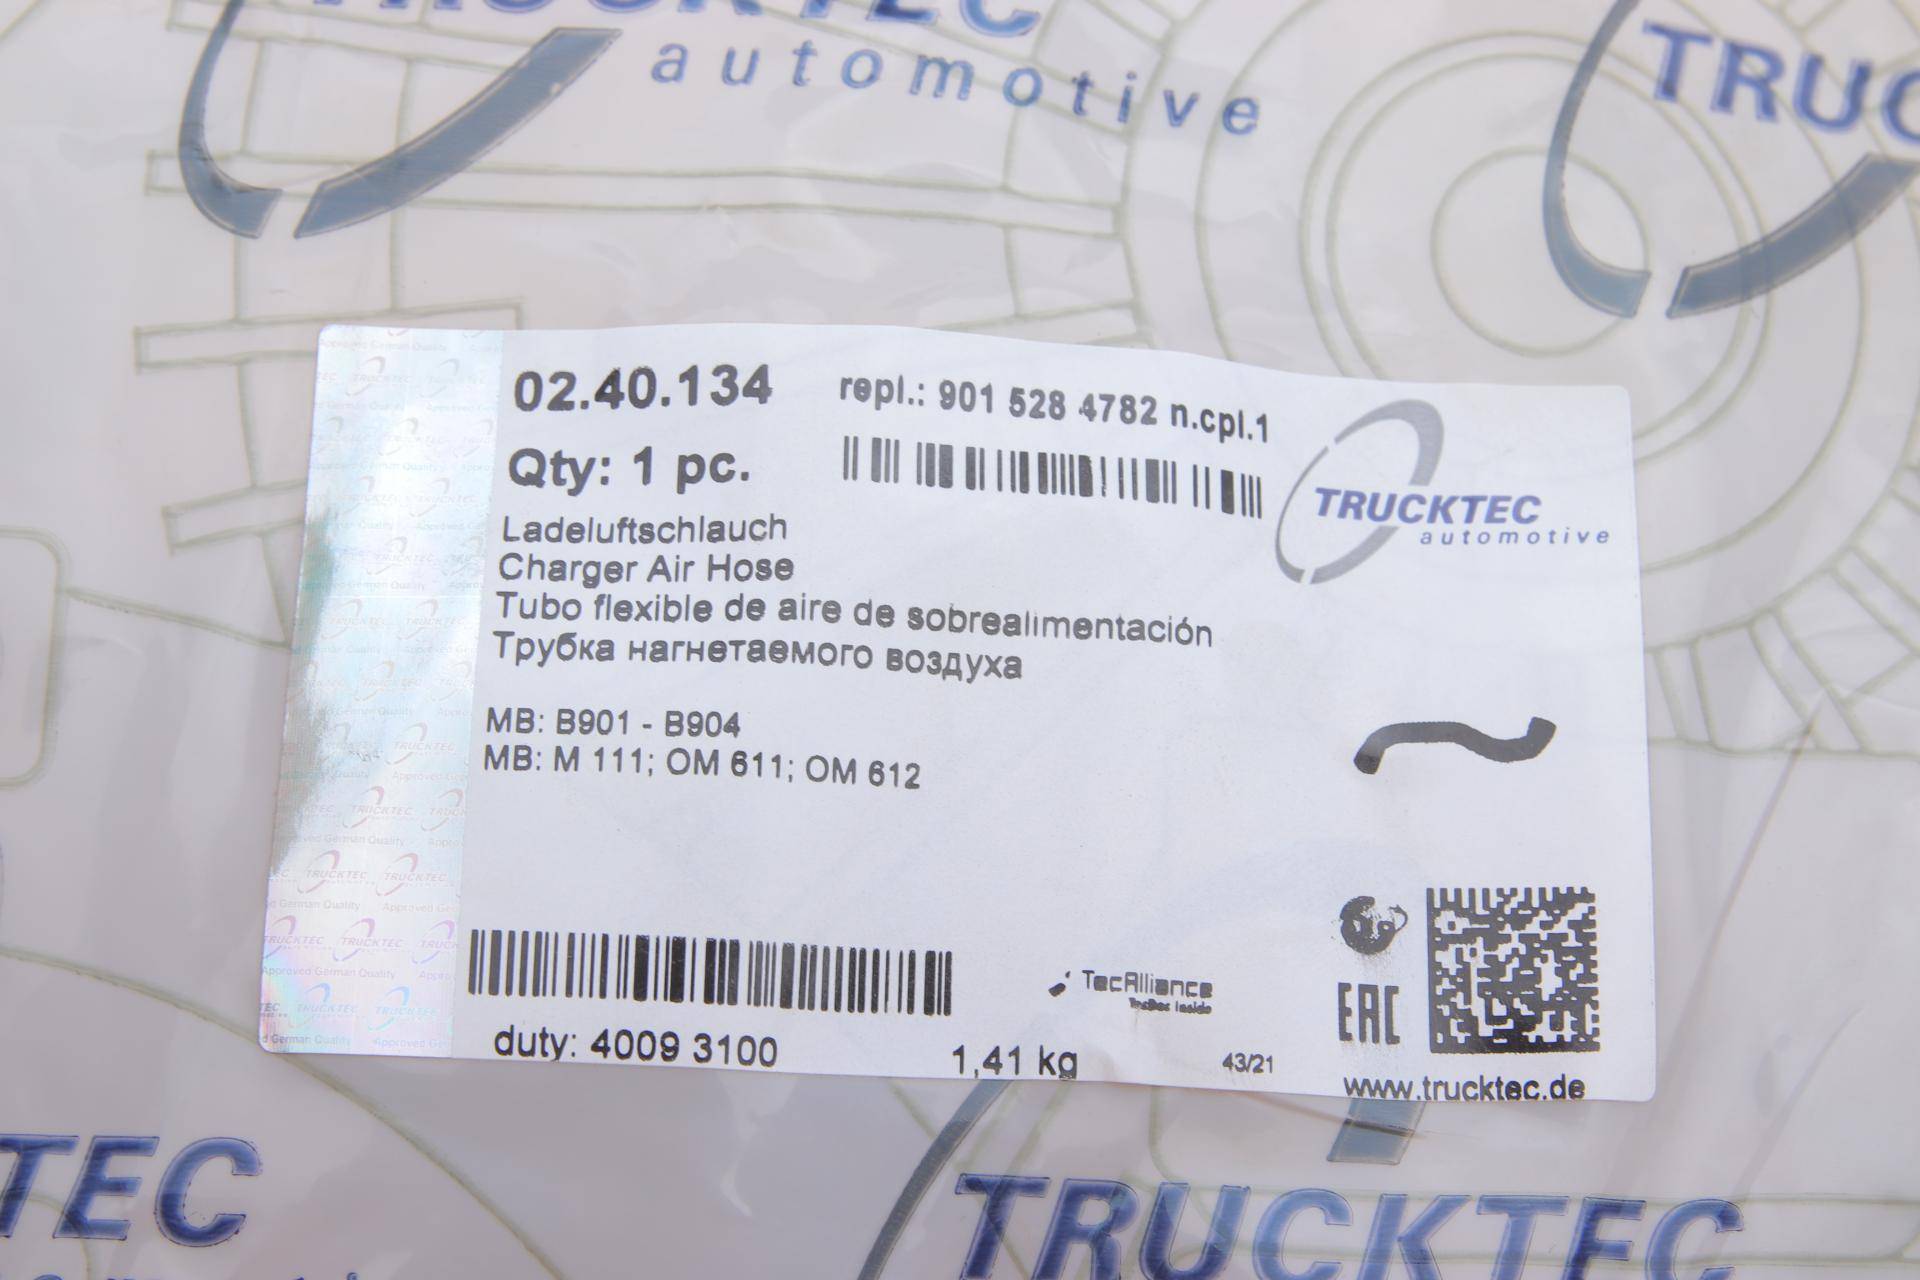 automotive
TRUC
02.40.134
repl.: 901 528 4782 n.cpl.1
Qty: 1 pc.
TRUCKTEC
automotive
Ladeluftschlauch
Charger Air Hose
Tubo flexible de aire de sobrealimentación
Трубка нагнетаемого воздуха
MB: B901 - B904
MB: M 111; OM 611; OM 612
TecAlliance
TecDoc Inside
EAC
duty: 4009 3100
1,41 kg
43/21
www.trucktec.de
TEC
TRUCKTEC